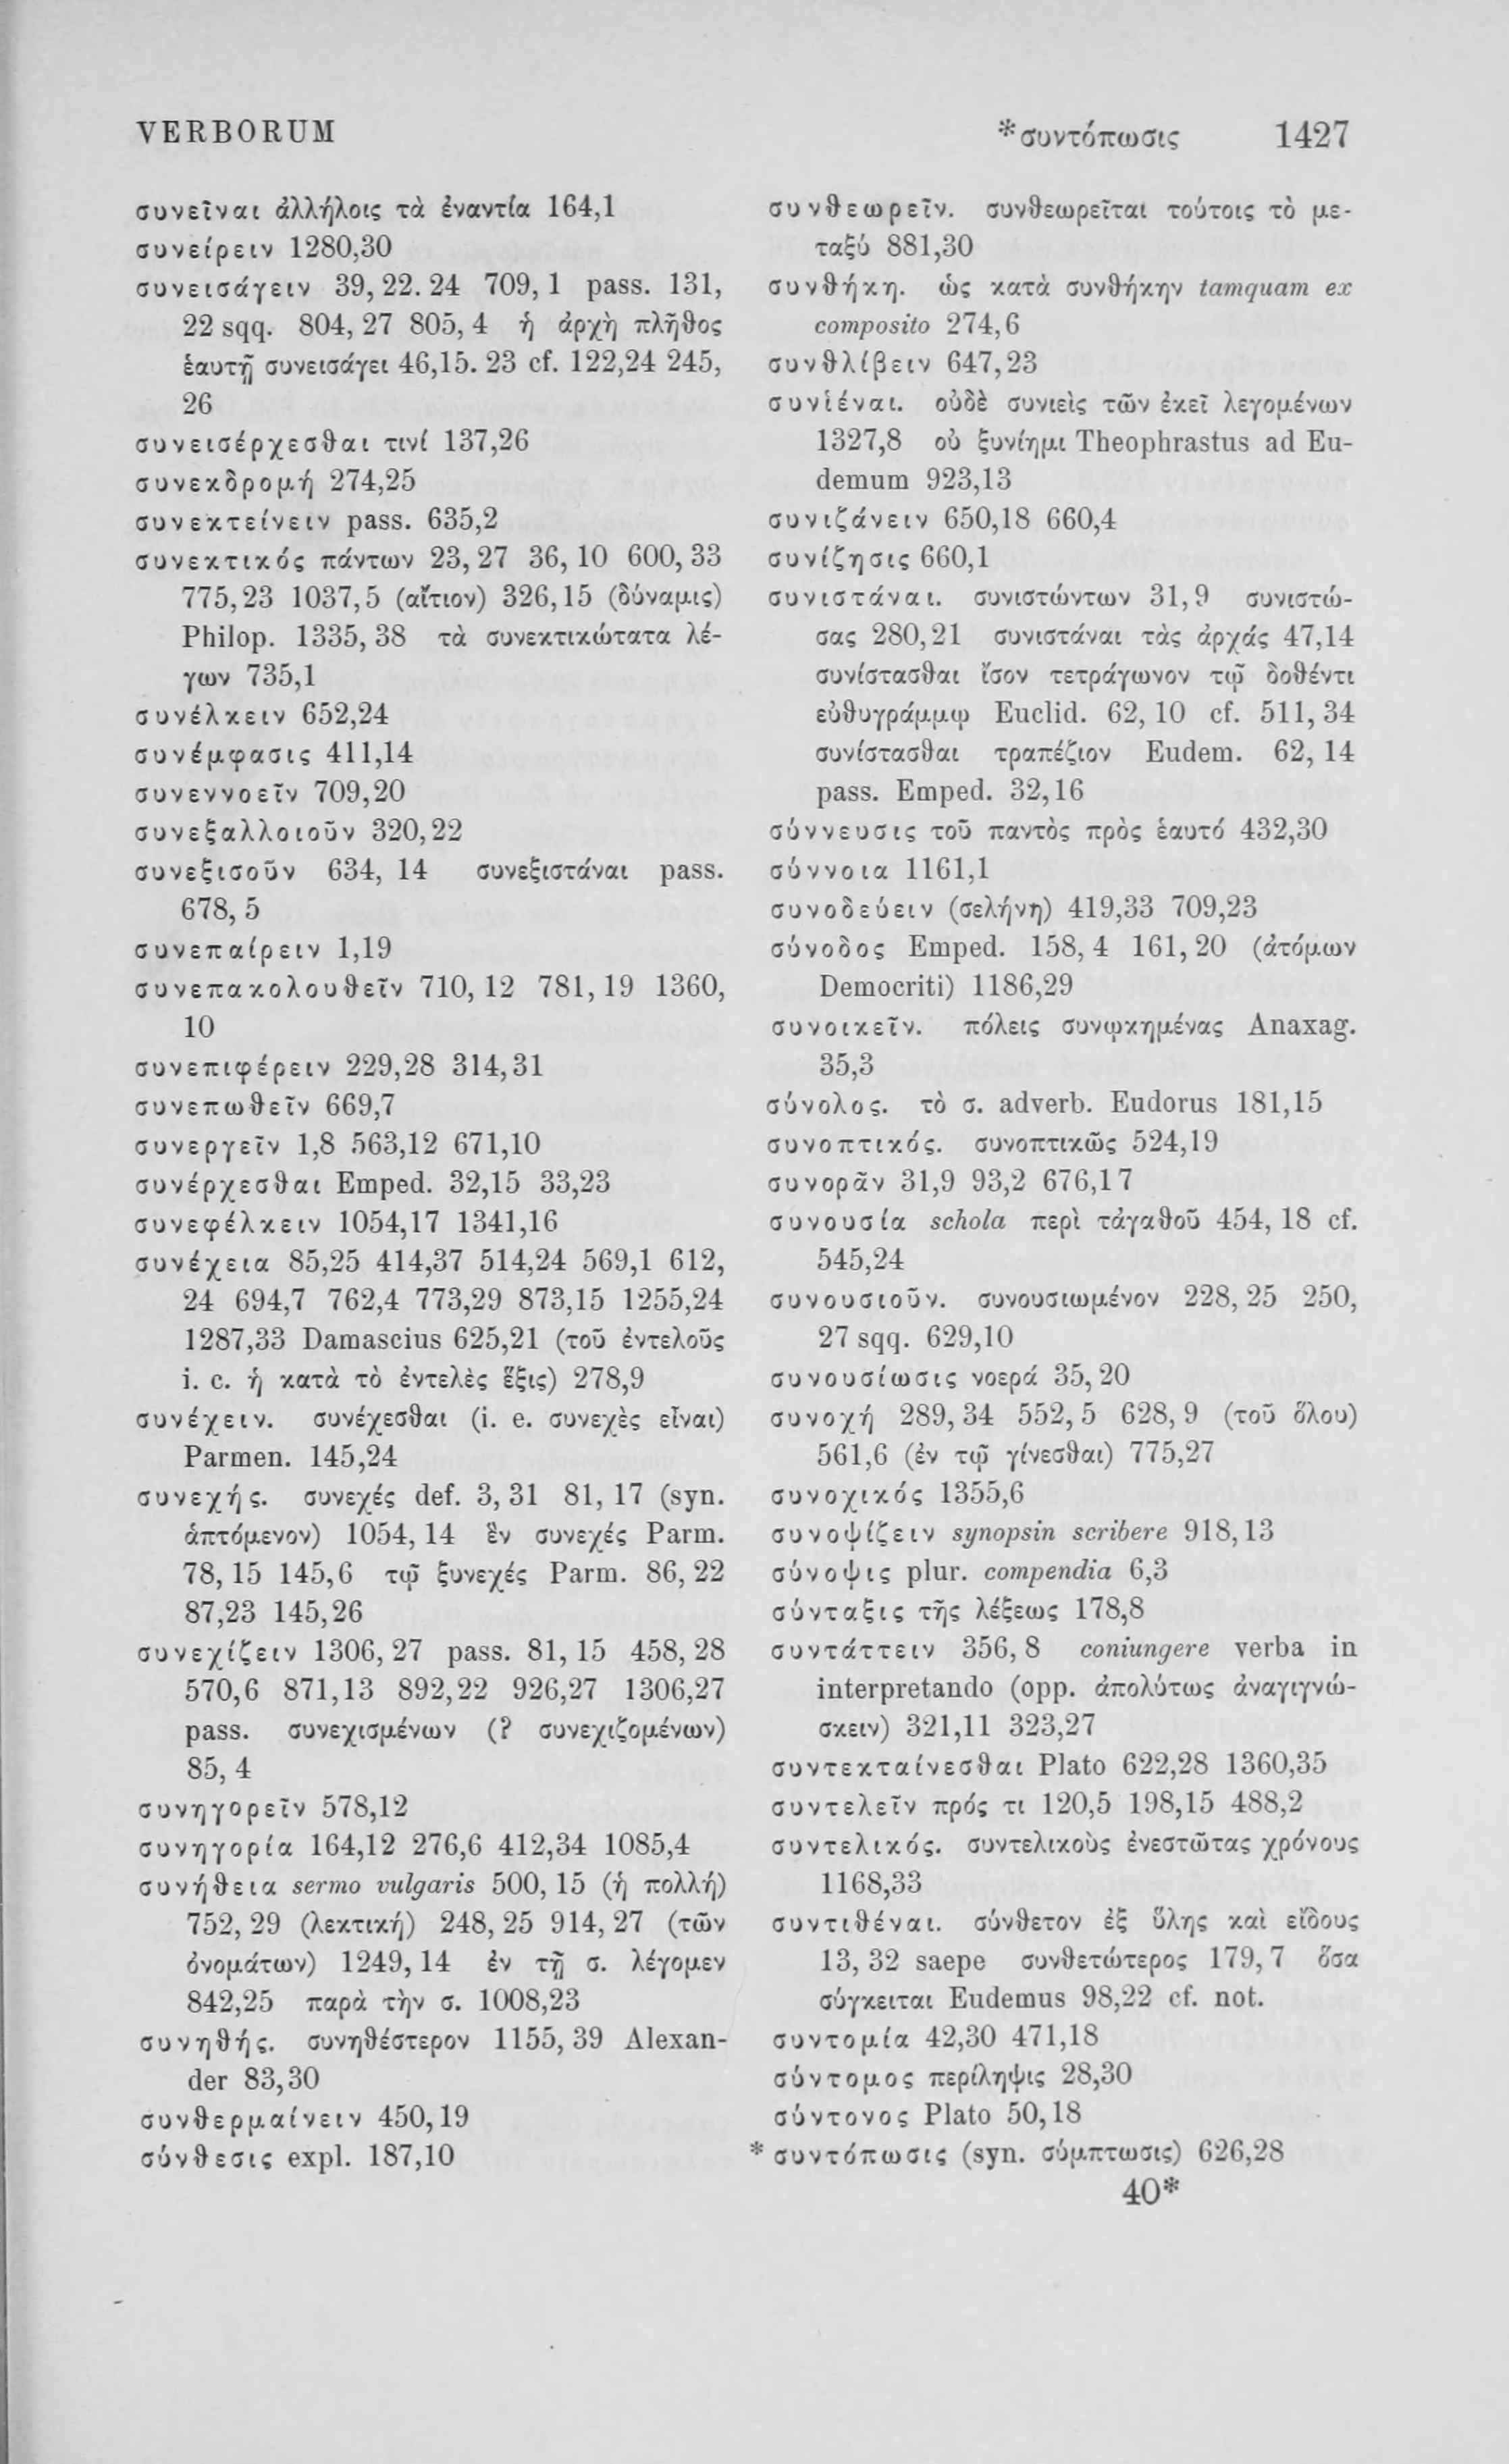 VERBORUM
*συντόπωσις 1427
συνεῖναι ἀλλήλοις τὰ ἐναντία 164,1
συνείρειν 1280,30
συνεισάγειν 39, 22. 24 709, 1 pass. 131,
22 sqq. 804, 27 805, 4 ἡ ἀρχὴ πλῆθος
ἑαυτῇ συνεισάγει 46,15. 23 cf. 122,24 245,
26
συνεισέρχεσθαι τινί 137,26
συνεκδρομή 274,25
συνεκτείνειν pass. 635,2
συνεκτικός πάντων 23, 27 36, 10 600, 33
775, 23 1037, 5 (αἴτιον) 326, 15 (δύναμις)
Philop. 1335, 38 τὰ συνεκτικώτατα λέ-
γων 735,1
συνέλκειν 652,24
συνέμφασις 411,14
συνεννοεῖν 709,20
συνεξαλλοιοῦν 320,22
συνεξισοῦν 634, 14 συνεξιστάναι pass.
678, 5
συνεπαίρειν 1,19
συνεπακολουθεῖν 710, 12 781, 19 1360,
10
συνεπιφέρειν 229,28 314,31
συνεπωθεῖν 669,7
συνεργεῖν 1,8 563,12 671,10
συνέρχεσθαι Emped. 32,15 33,23
συνεφέλκειν 1054,17 1341,16
συνέχεια 85,25 414,37 514,24 569,1 612,
24 694,7 762,4 773,29 873,15 1255,24
1287,33 Damascius 625,21 (τοῦ ἐντελοῦς
i. c. ἡ κατὰ τὸ ἐντελὲς ἕξις) 278,9
συνέχειν. συνέχεσθαι (i. e. συνεχὲς εἶναι)
Parmen. 145,24
συνεχής. συνεχές def. 3, 31 81, 17 (syn.
ἁπτόμενον) 1054, 14 ἓν συνεχές Parm.
78, 15 145,6 τῷ ξυνεχές Parm. 86, 22
87,23 145,26
συνεχίζειν 1306, 27 pass. 81, 15 458, 28
570,6 871,13 892,22 926,27 1306,27
pass. συνεχισμένων (? συνεχιζομένων)
85, 4
συνηγορεῖν 578,12
συνηγορία 164,12 276,6 412,34 1085,4
συνήθεια sermo vulgaris 500, 15 (ἡ πολλή)
752, 29 (λεκτική) 248, 25 914, 27 (τῶν
ὀνομάτων) 1249, 14 ἐν τῇ σ. λέγομεν
842,25 παρὰ τὴν σ. 1008,23
συνηθής. συνηθέστερον 1155, 39 Alexan-
der 83,30
συνθερμαίνειν 450,19
σύνθεσις expl. 187,10
συνθεωρεῖν. συνθεωρεῖται τούτοις τὸ με-
ταξύ 881,30
συνθήκη. ὡς κατὰ συνθήκην tamquam ex
composito 274,6
συνθλίβειν 647,23
συνιέναι. οὐδὲ συνιεὶς τῶν ἐκεῖ λεγομένων
1327,8 οὐ ξυνίημι Theophrastus ad Eu-
demum 923,13
συνιζάνειν 650,18 660,4
συνίζησις 660,1
συνιστάναι. συνιστώντων 31, 9 συνιστώ-
σας 280,21 συνιστάναι τὰς ἀρχάς 47,14
συνίστασθαι ἴσον τετράγωνον τῷ δοθέντι
εὐθυγράμμῳ Euclid. 62, 10 cf. 511, 34
συνίστασθαι τραπέζιον Eudem. 62, 14
pass. Emped. 32,16
σύννευσις τοῦ παντὸς πρὸς ἑαυτό 432,30
σύννοια 1161,1
συνοδεύειν (σελήνη) 419,33 709,23
σύνοδος Emped. 158, 4 161, 20 (ἀτόμων
Democriti) 1186,29
συνοικεῖν. πόλεις συνῳκημένας Anaxag.
35,3
σύνολος. τὸ σ. adverb. Eudorus 181,15
συνοπτικός. συνοπτικῶς 524,19
συνορᾶν 31,9 93,2 676,17
συνουσία schola περὶ τἀγαθοῦ 454, 18 cf.
545,24
συνουσιοῦν. συνουσιωμένον 228, 25 250,
27 sqq. 629,10
συνουσίωσις νοερά 35, 20
συνοχή 289, 34 552, 5 628, 9 (τοῦ ὅλου)
561,6 (ἐν τῷ γίνεσθαι) 775,27
συνοχικός 1355,6
συνοψίζειν synopsin scribere 918,13
σύνοψις plur. compendia 6,3
σύνταξις τῆς λέξεως 178,8
συντάττειν 356, 8 coniungere verba in
interpretando (opp. ἀπολύτως ἀναγιγνώ-
σκειν) 321,11 323,27
συντεκταίνεσθαι Plato 622,28 1360,35
συντελεῖν πρός τι 120,5 198,15 488,2
συντελικός. συντελικοὺς ἐνεστῶτας χρόνους
1168,33
συντιθέναι. σύνθετον ἐξ ὕλης καὶ εἴδους
13, 32 saepe συνθετώτερος 179, 7 ὅσα
σύγκειται Eudemus 98,22 cf. not.
συντομία 42,30 471,18
σύντομος περίληψις 28,30
σύντονος Plato 50,18
* συντόπωσις (syn. σύμπτωσις) 626,28
40*